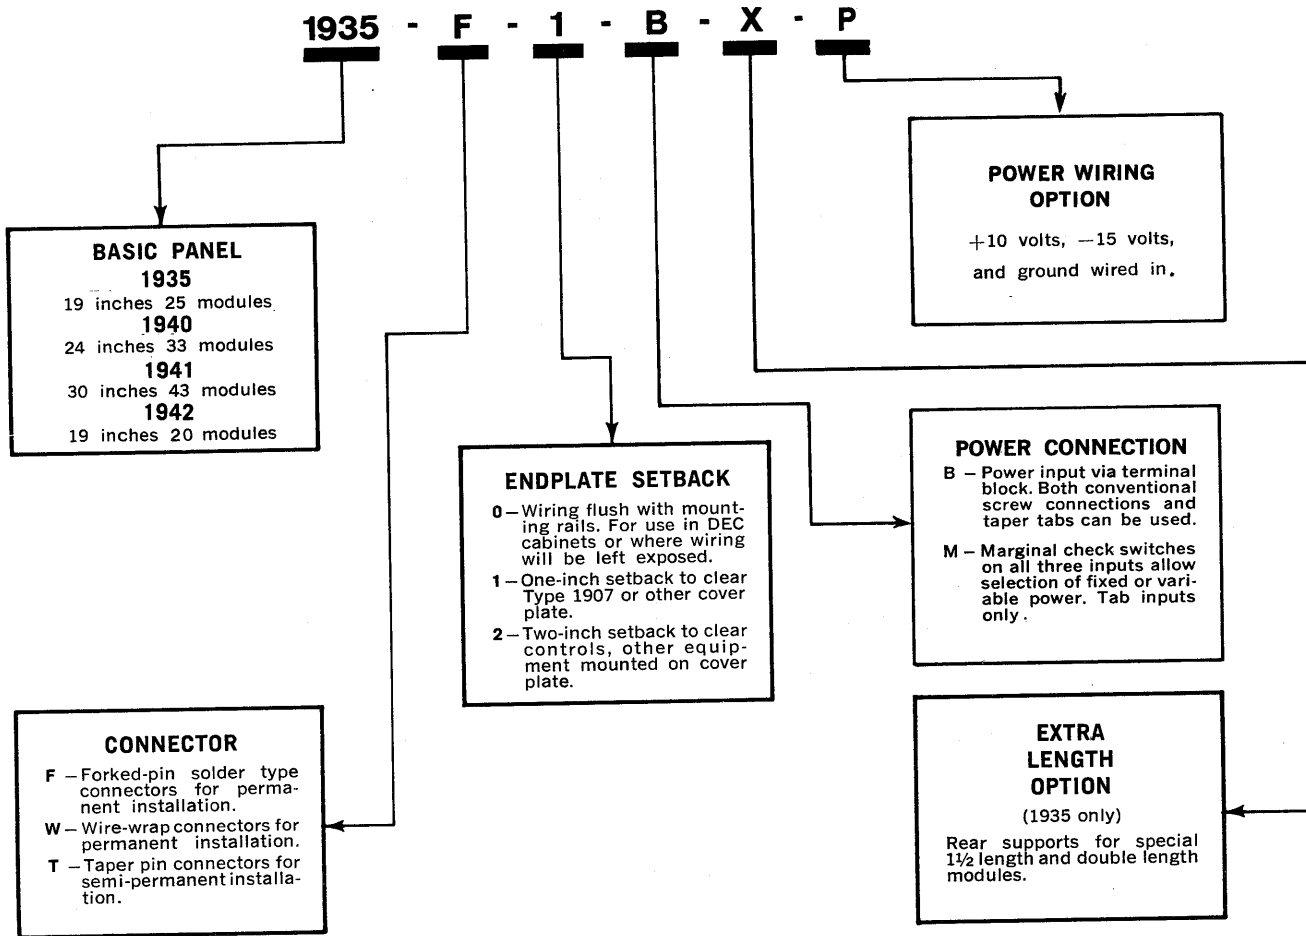 1935 - F - 1 - B - X - P
BASIC PANEL
1935
19 inches 25 modules
1940
24 inches 33 modules
1941
30 inches 43 modules
1942
19 inches 20 modules
CONNECTOR
F – Forked-pin solder type
connectors for perma-
nent installation.
W – Wire-wrap connectors for
permanent installation.
T – Taper pin connectors for
semi-permanent installa-
tion.
ENDPLATE SETBACK
0 – Wiring flush with mount-
ing rails. For use in DEC
cabinets or where wiring
will be left exposed.
1 – One-inch setback to clear
Type 1907 or other cover
plate.
2 – Two-inch setback to clear
controls, other equip-
ment mounted on cover
plate.
POWER WIRING
OPTION
+10 volts, —15 volts,
and ground wired in.
POWER CONNECTION
B – Power input via terminal
block. Both conventional
screw connections and
taper tabs can be used.
M – Marginal check switches
on all three inputs allow
selection of fixed or vari-
able power. Tab inputs
only.
EXTRA
LENGTH
OPTION
(1935 only)
Rear supports for special
1½ length and double length
modules.